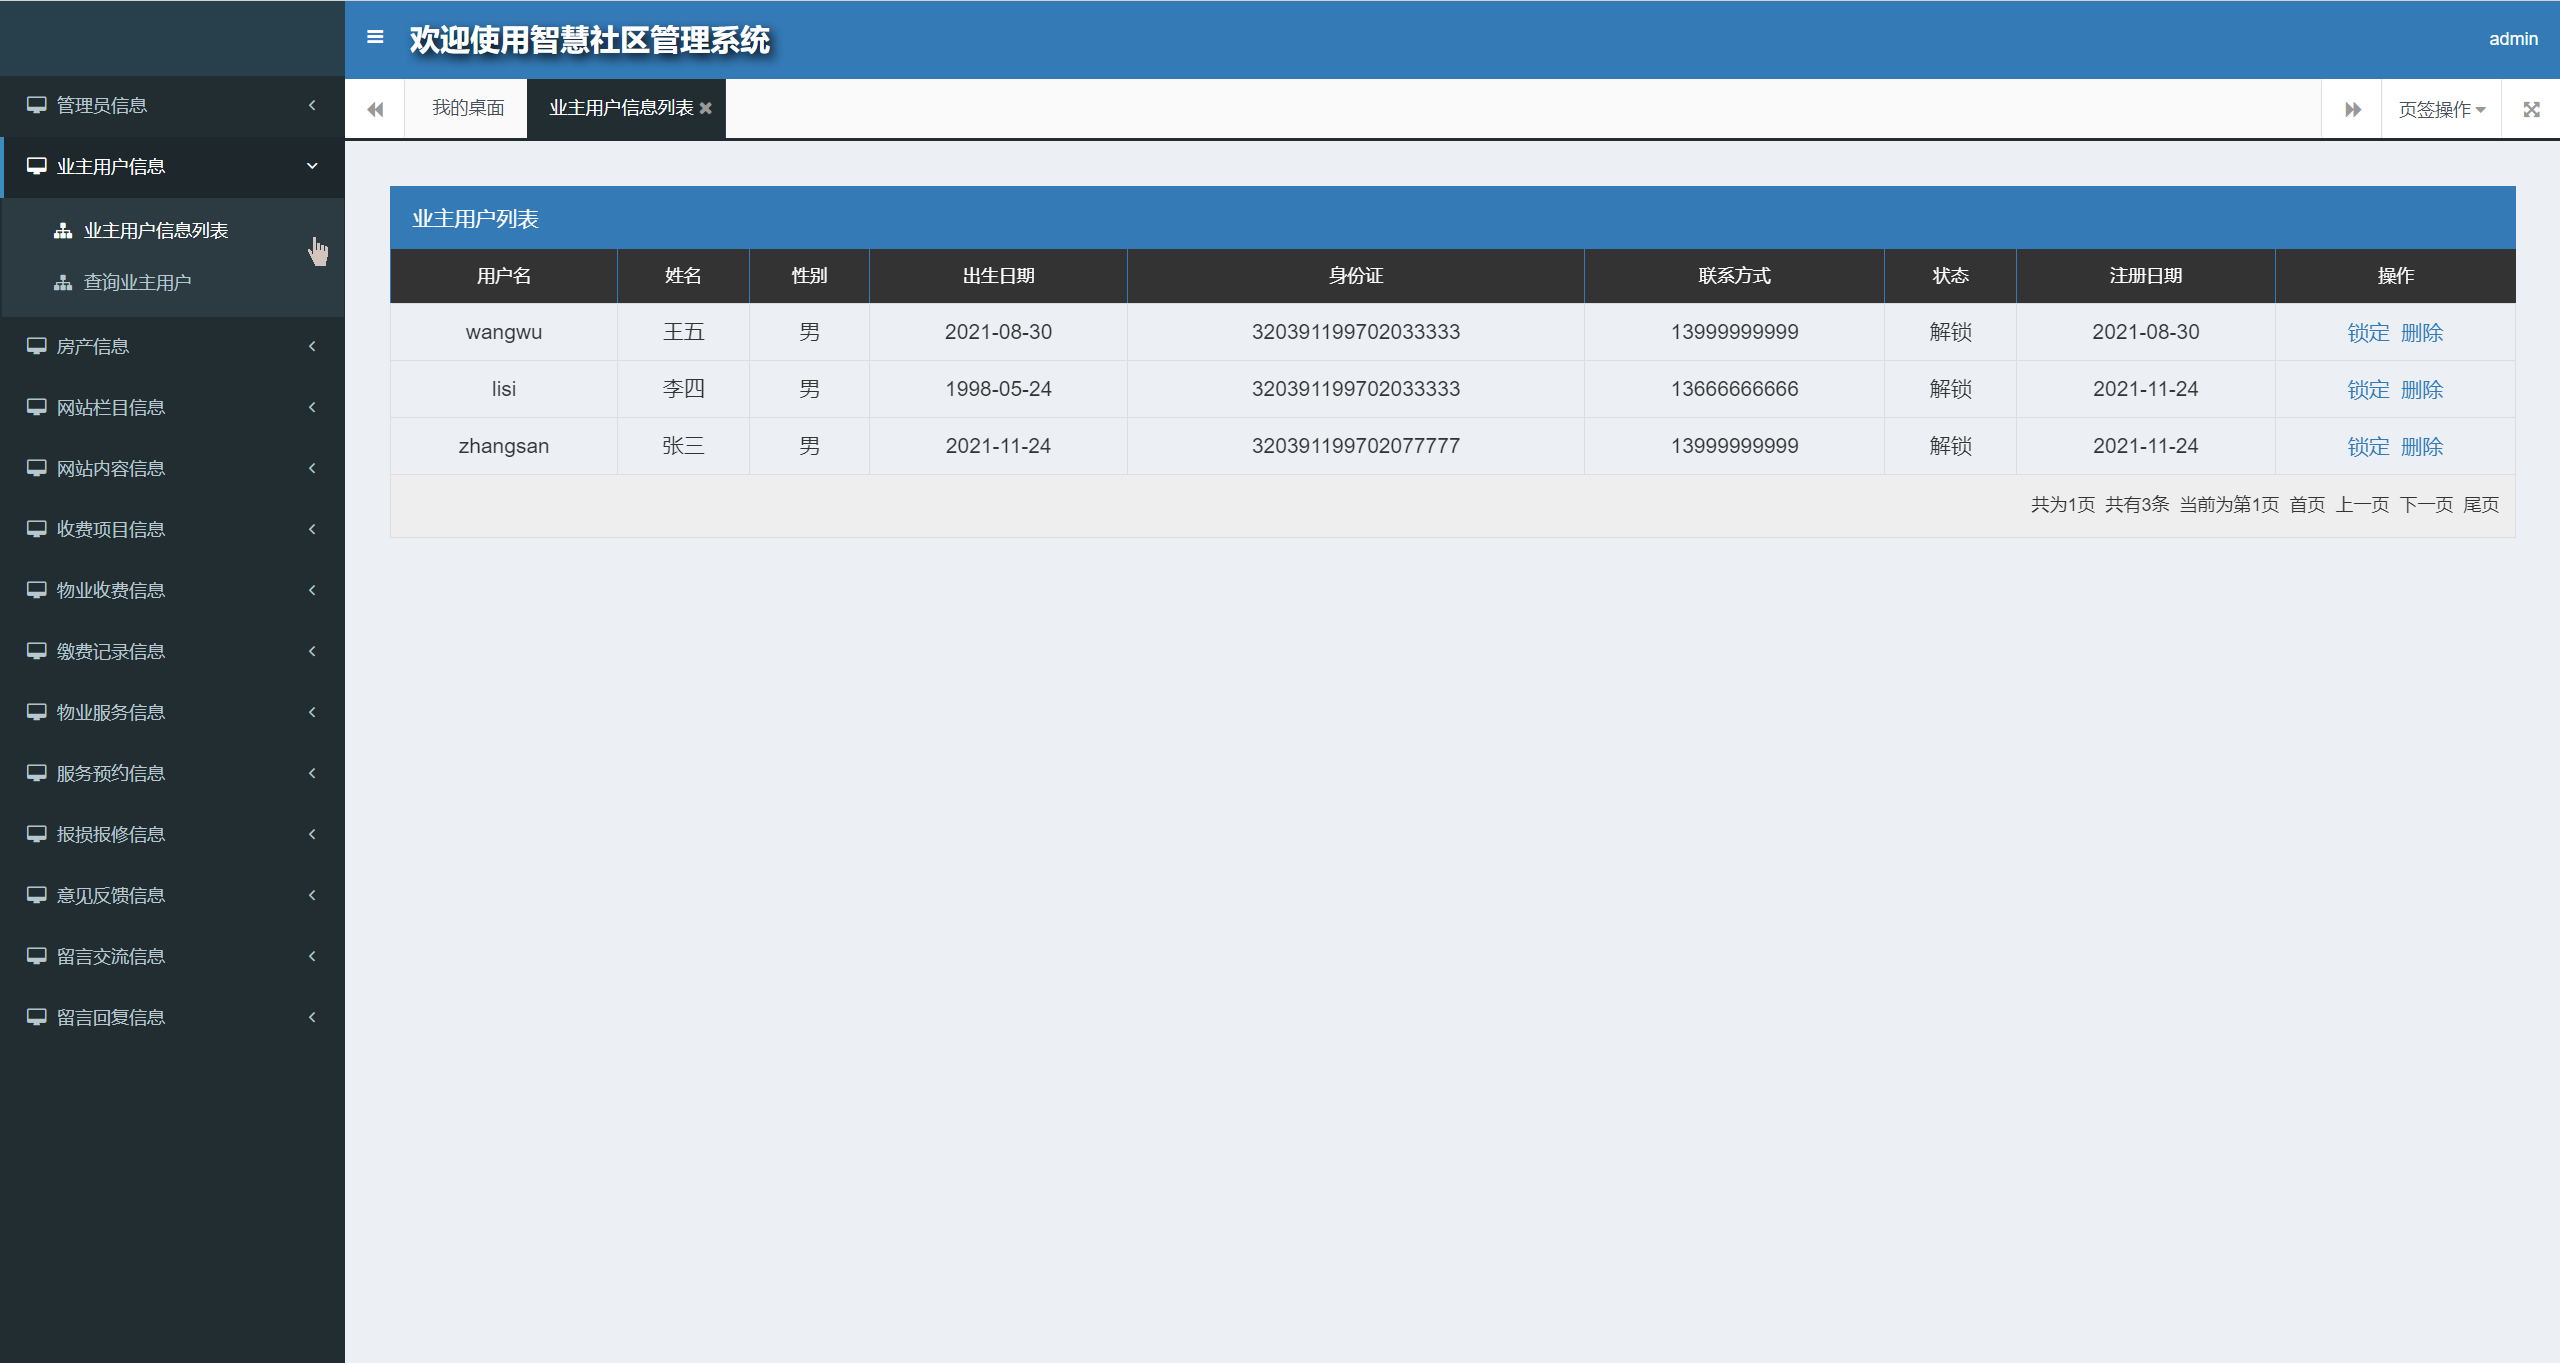 欢迎使用智慧社区管理系统
admin
我的桌面
业主用户信息列表
页签操作
管理员信息
业主用户信息
业主用户信息列表
查询业主用户
房产信息
网站栏目信息
网站内容信息
收费项目信息
物业收费信息
缴费记录信息
物业服务信息
服务预约信息
报损报修信息
意见反馈信息
留言交流信息
留言回复信息
业主用户列表
用户名 姓名 性别 出生日期 身份证 联系方式 状态 注册日期 操作
wangwu 王五 男 2021-08-30 320391199702033333 13999999999 解锁 2021-08-30 锁定 删除
lisi 李四 男 1998-05-24 320391199702033333 13666666666 解锁 2021-11-24 锁定 删除
zhangsan 张三 男 2021-11-24 320391199702077777 13999999999 解锁 2021-11-24 锁定 删除
共为1页 共有3条 当前为第1页 首页 上一页 下一页 尾页